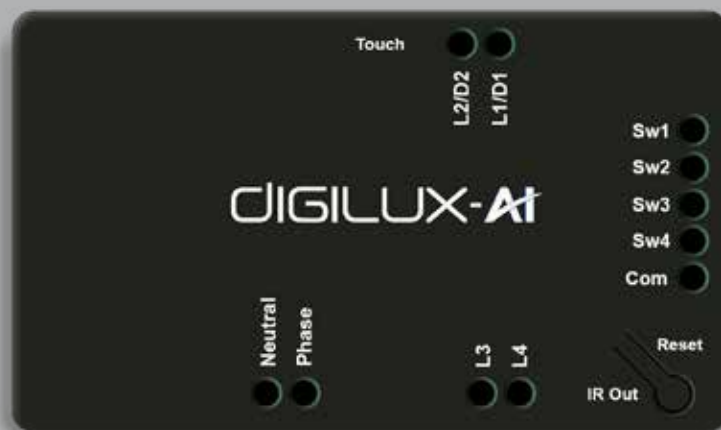 Touch
L2/D2
L1/D1
Sw1
Sw2
Sw3
Sw4
Com
dIGILUX-AI
Neutral
Phase
L3
L4
Reset
IR Out